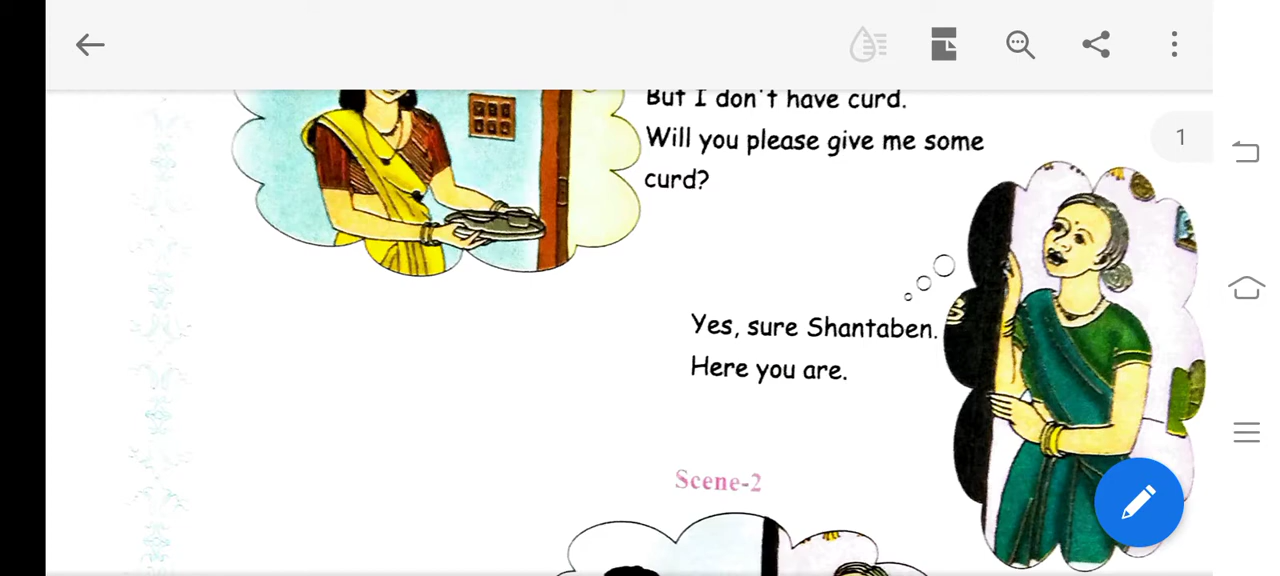 1
But I don't have curd.
Will you please give me some
curd?
Yes, sure Shantaben.
Here you are.
Scene-2